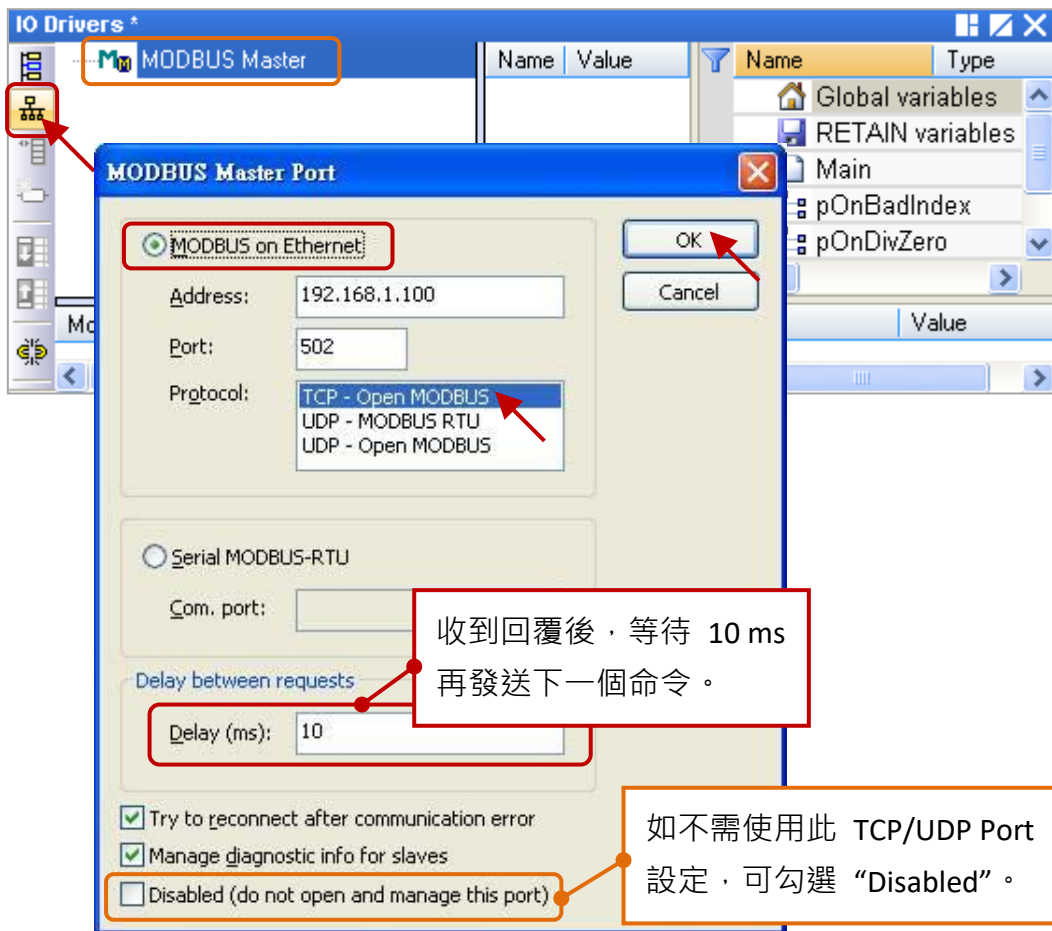 IO Drivers *
MODBUS Master
Name Value
Name Type
Global variables
RETAIN variables
Main
pOnBadIndex
pOnDivZero
Value
MODBUS Master Port
MODBUS on Ethernet
OK
Address: 192.168.1.100
Cancel
Port: 502
Protocol: TCP - Open MODBUS
UDP - MODBUS RTU
UDP - Open MODBUS
Serial MODBUS-RTU
Com. port:
收到回覆後，等待 10 ms
再發送下一個命令。
Delay between requests
Delay (ms): 10
Try to reconnect after communication error
Manage diagnostic info for slaves
Disabled (do not open and manage this port)
如不需使用此 TCP/UDP Port
設定，可勾選 “Disabled”。